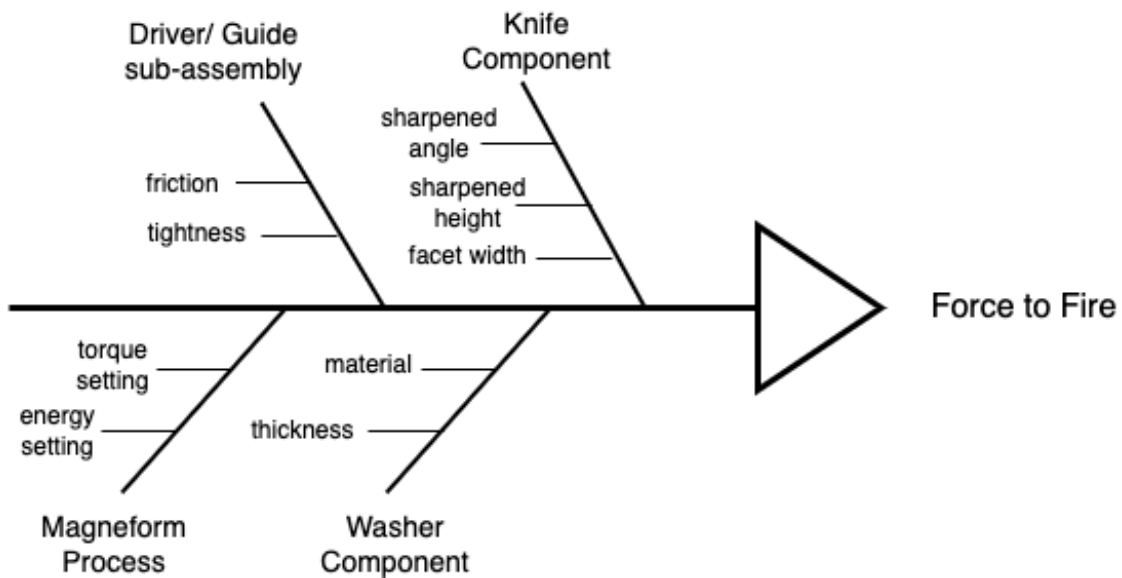 Driver/ Guide
sub-assembly
Knife
Component
sharpened
angle
friction
sharpened
height
tightness
facet width
Force to Fire
torque
setting
material
energy
setting
thickness
Magneform
Process
Washer
Component